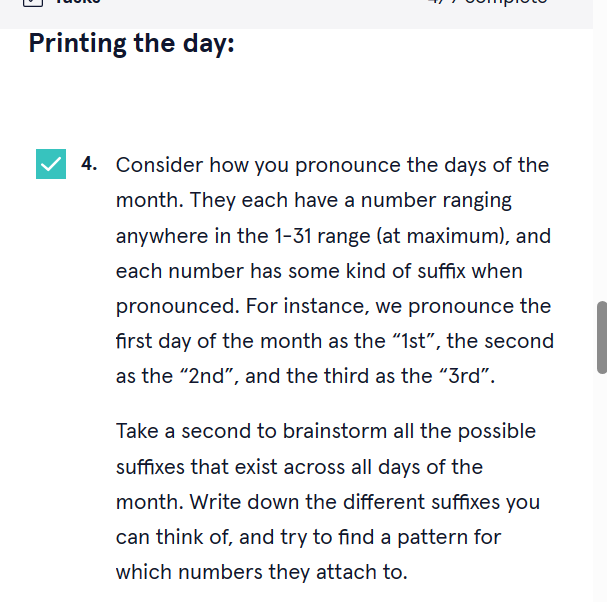 Printing the day:
4. Consider how you pronounce the days of the
month. They each have a number ranging
anywhere in the 1-31 range (at maximum), and
each number has some kind of suffix when
pronounced. For instance, we pronounce the
first day of the month as the “1st”, the second
as the “2nd”, and the third as the “3rd”.
Take a second to brainstorm all the possible
suffixes that exist across all days of the
month. Write down the different suffixes you
can think of, and try to find a pattern for
which numbers they attach to.